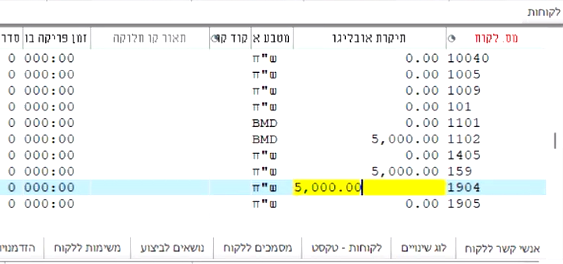 לקוחות
מס. לקוח תיקרת אובליגו מטבע א קוד קו תאור קו חלוקה זמן פריקה בו סדר
10040 0.00 ש"ח 000:00 0
1005 0.00 ש"ח 000:00 0
1009 0.00 ש"ח 000:00 0
101 0.00 ש"ח 000:00 0
1101 0.00 BMD 000:00 0
1102 5,000.00 BMD 000:00 0
1405 0.00 ש"ח 000:00 0
159 5,000.00 ש"ח 000:00 0
1904 5,000.00 ש"ח 000:00 0
1905 0.00 ש"ח 000:00 0
אנשי קשר ללקוח לוג שינויים לקוחות - טקסט מסמכים ללקוח נושאים לביצוע משימות ללקוח הזדמנויו